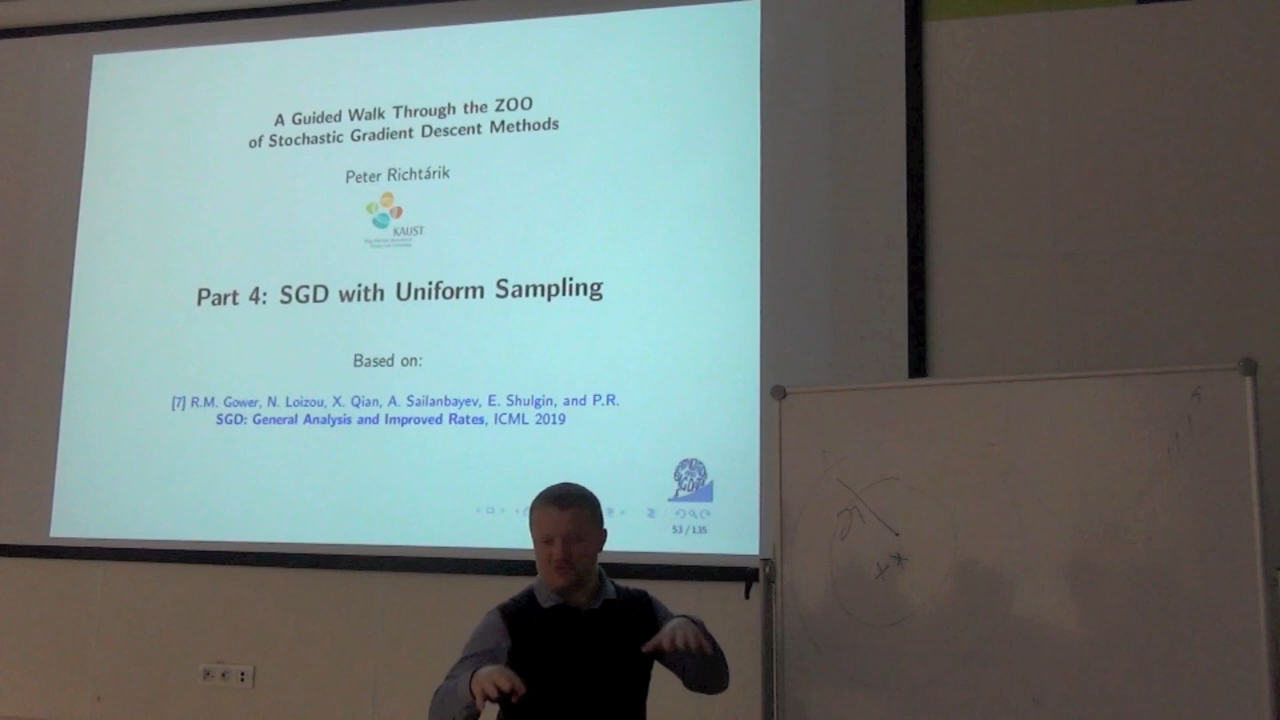 A Guided Walk Through the ZOO
of Stochastic Gradient Descent Methods
Peter Richtárik
KAUST
Part 4: SGD with Uniform Sampling
Based on:
[7] R.M. Gower, N. Loizou, X. Qian, A. Sailanbayev, E. Shulgin, and P.R.
SGD: General Analysis and Improved Rates, ICML 2019
53 / 135
x*